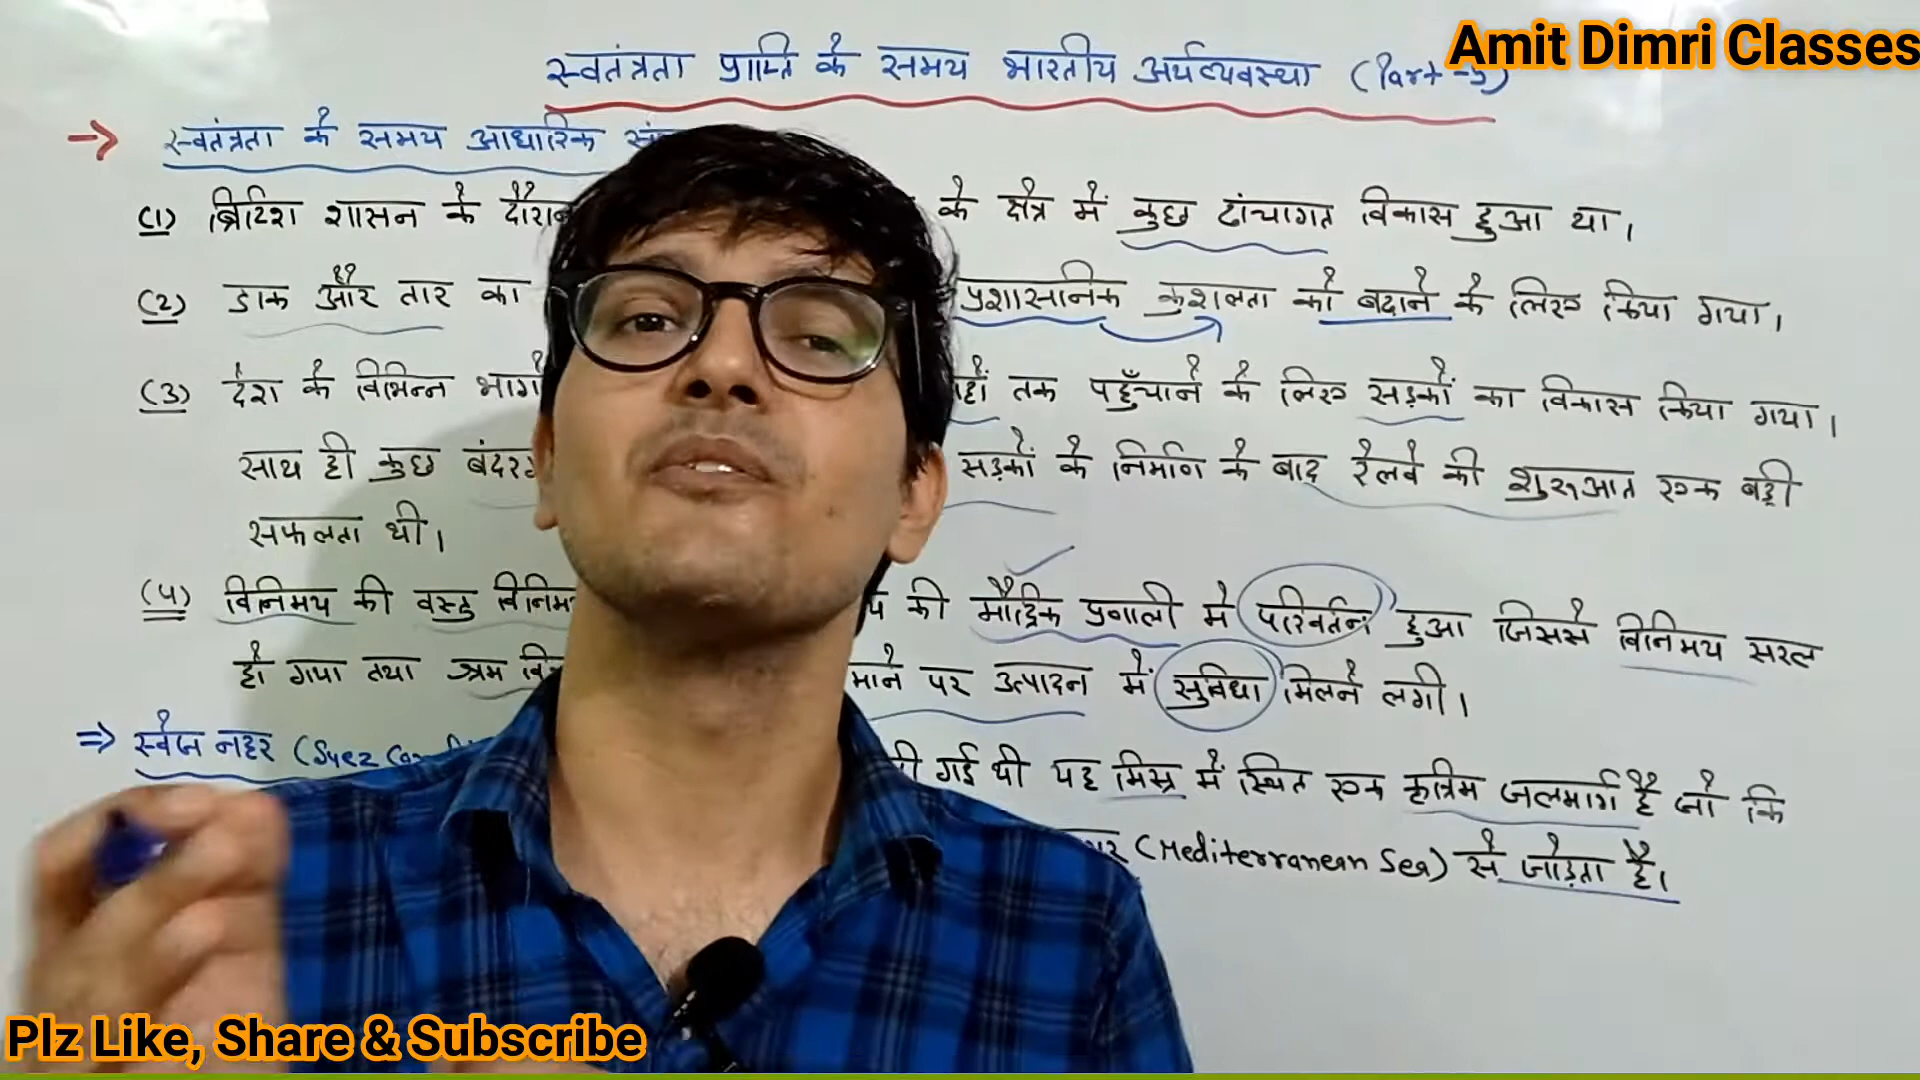 Amit Dimri Classes
स्वतंत्रता प्राप्ति के समय भारतीय अर्थव्यवस्था (Part -5)
→ स्वतंत्रता के समय आधारिक
(1) ब्रिटिश शासन के दौरान के क्षेत्र में कुछ ढांचागत विकास हुआ था।
(2) डाक और तार का प्रशासनिक कुशलता को बढ़ाने के लिए किया गया।
(3) देश के विभिन्न तक पहुँचाने के लिए सड़कों का विकास किया गया।
साथ ही कुछ सड़कों के निर्माण के बाद रेलवे की शुरूआत एक बड़ी
सफलता थी।
(4) विनिमय की वस्तु की मौद्रिक प्रणाली में परिवर्तन हुआ जिससे विनिमय सरल
हो गया तथा श्रम पर उत्पादन में सुविधा मिलने लगी।
⇒ स्वेज नहर (Suez गई थी यह मिस्र में स्थित एक कृत्रिम जलमार्ग है जो कि
(Mediterranean Sea) से जोड़ता है।
Plz Like, Share & Subscribe